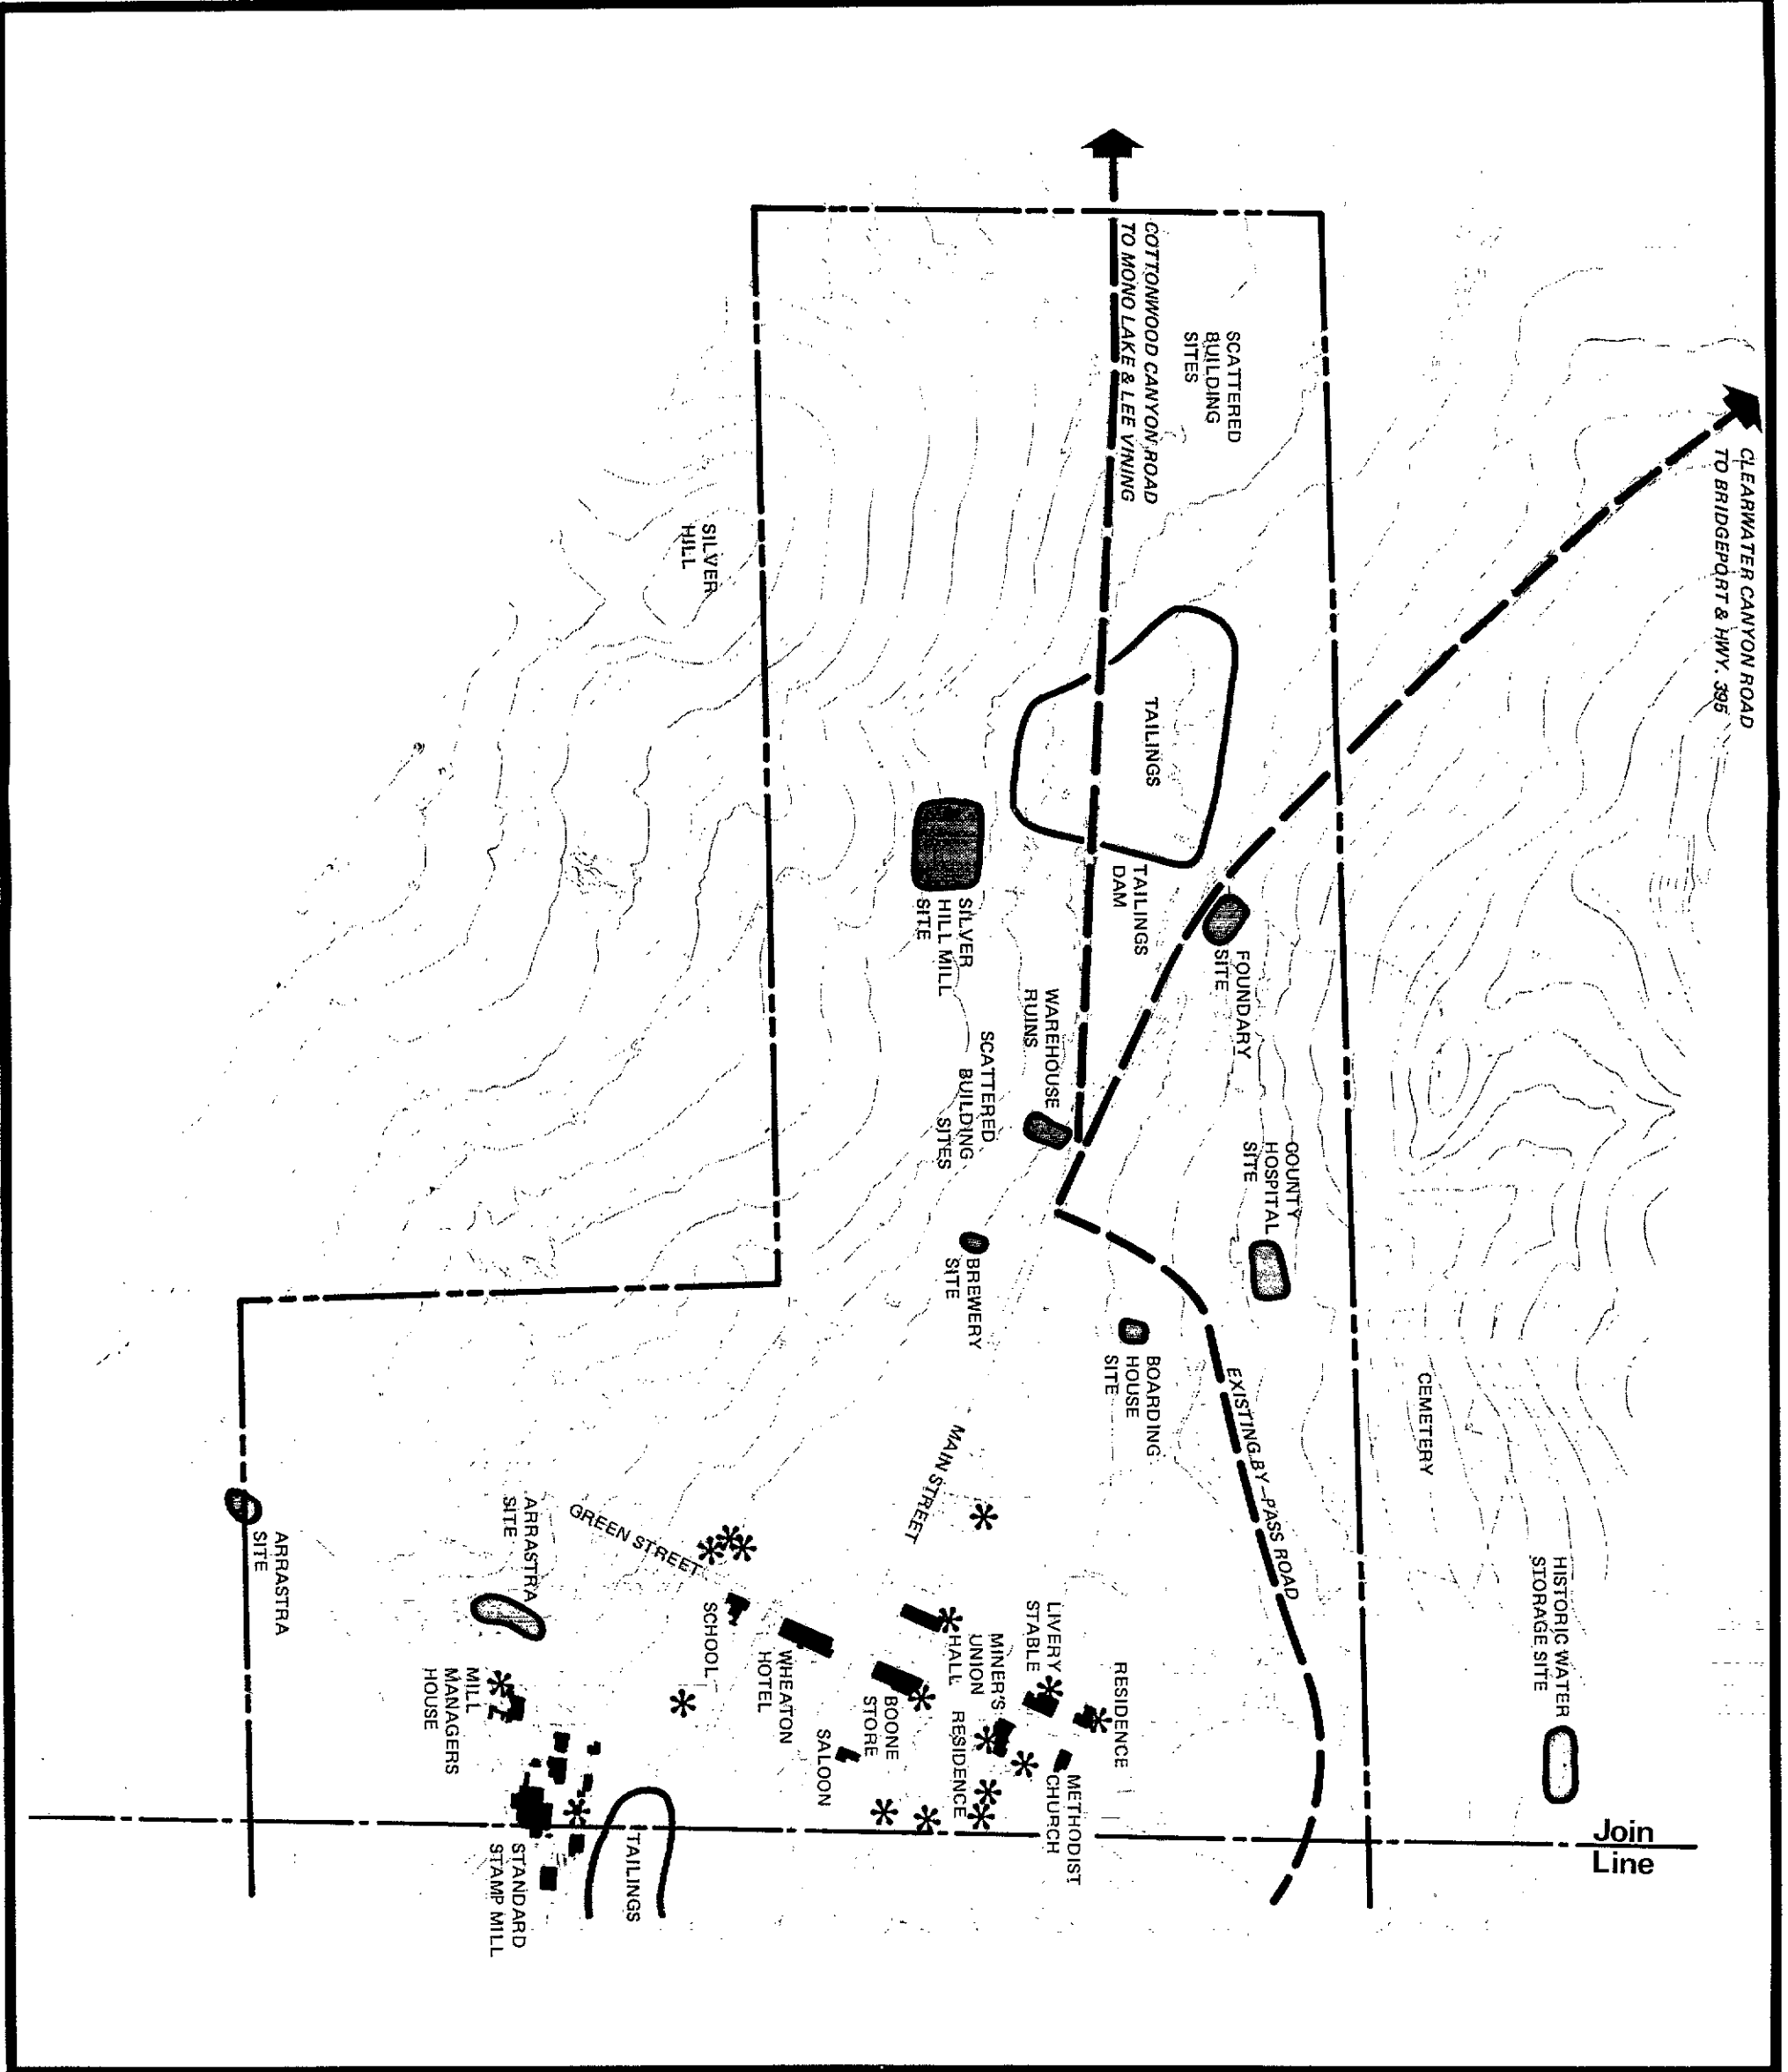 CLEARWATER CANYON ROAD
TO BRIDGEPORT & HWY. 395
COTTONWOOD CANYON ROAD
TO MONO LAKE & LEE VINING
SCATTERED
BUILDING
SITES
SILVER
HILL
TAILINGS
TAILINGS
DAM
SILVER
HILL MILL
SITE
FOUNDARY
SITE
WAREHOUSE
RUINS
SCATTERED
BUILDING
SITES
COUNTY
HOSPITAL
SITE
BREWERY
SITE
BOARDING
HOUSE
SITE
EXISTING BY-PASS ROAD
CEMETERY
HISTORIC WATER
STORAGE SITE
MAIN STREET
GREEN STREET
ARRASTRA
SITE
ARRASTRA
SITE
SCHOOL
WHEATON
HOTEL
MINER'S
UNION
HALL
LIVERY
STABLE
RESIDENCE
BOONE
STORE
RESIDENCE
SALOON
METHODIST
CHURCH
MILL
MANAGERS
HOUSE
TAILINGS
STANDARD
STAMP MILL
Join
Line